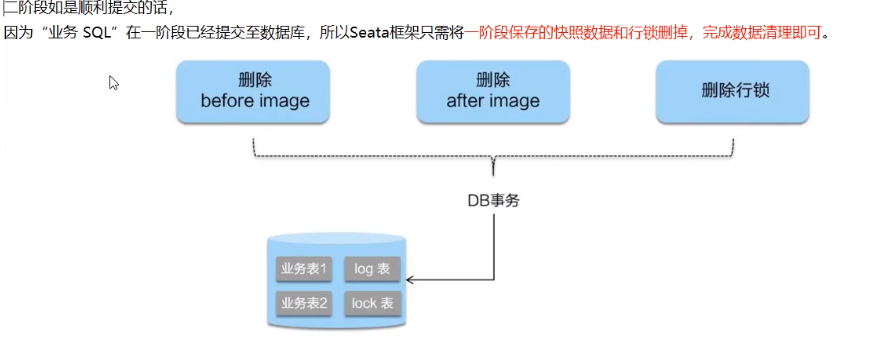 二阶段如是顺利提交的话，
因为“业务 SQL”在一阶段已经提交至数据库，所以Seata框架只需将一阶段保存的快照数据和行锁删掉，完成数据清理即可。
删除
before image
删除
after image
删除行锁
DB事务
业务表1
log 表
业务表2
lock 表